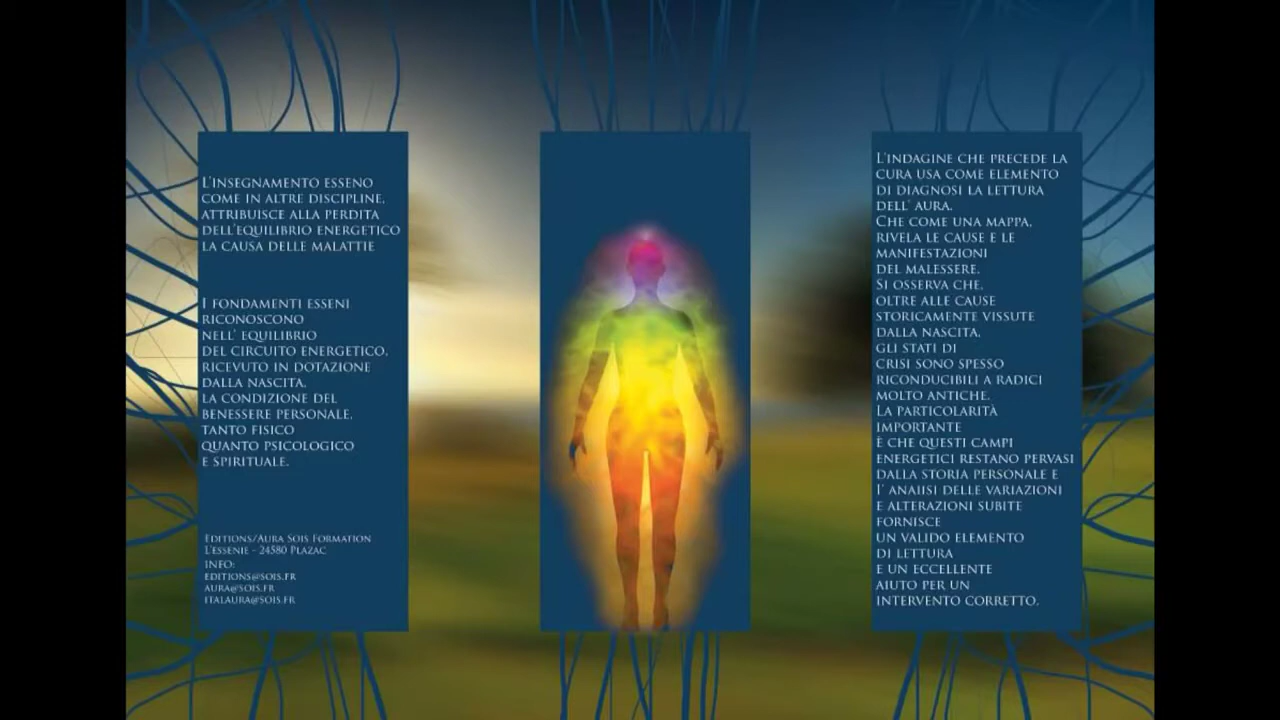 L'insegnamento esseno
come in altre discipline,
attribuisce alla perdita
dell'equilibrio energetico
la causa delle malattie
I fondamenti esseni
riconoscono
nell' equilibrio
del circuito energetico,
ricevuto in dotazione
dalla nascita,
la condizione del
benessere personale,
tanto fisico
quanto psicologico
e spirituale.
Editions/Aura Sois Formation
L'Essenie - 24580 Plazac
info:
editions@sois.fr
aura@sois.fr
italaura@sois.fr
L'indagine che precede la
cura usa come elemento
di diagnosi la lettura
dell' aura.
Che come una mappa,
rivela le cause e le
manifestazioni
del malessere.
Si osserva che,
oltre alle cause
storicamente vissute
dalla nascita,
gli stati di
crisi sono spesso
riconducibili a radici
molto antiche.
La particolarità
importante
è che questi campi
energetici restano pervasi
dalla storia personale e
l' analisi delle variazioni
e alterazioni subite
fornisce
un valido elemento
di lettura
e un eccellente
aiuto per un
intervento corretto.